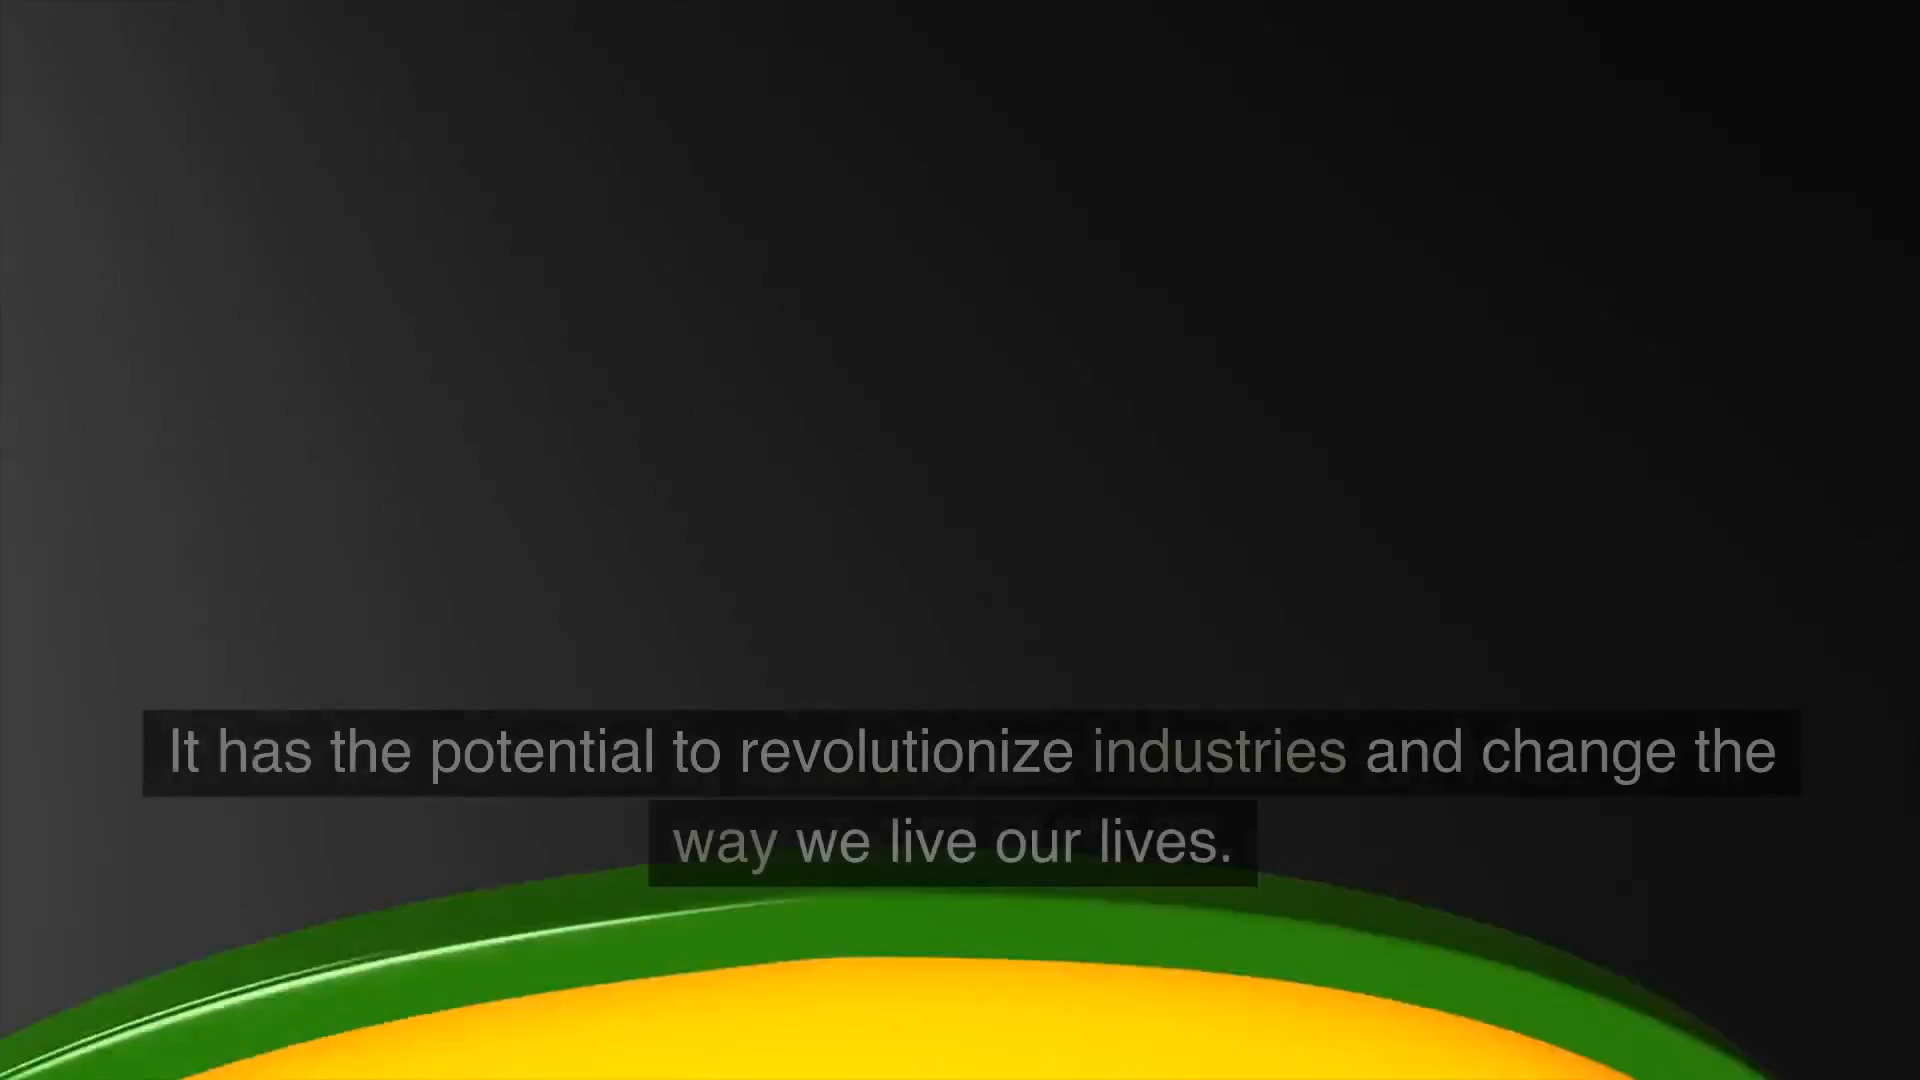 It has the potential to revolutionize industries and change the
way we live our lives.